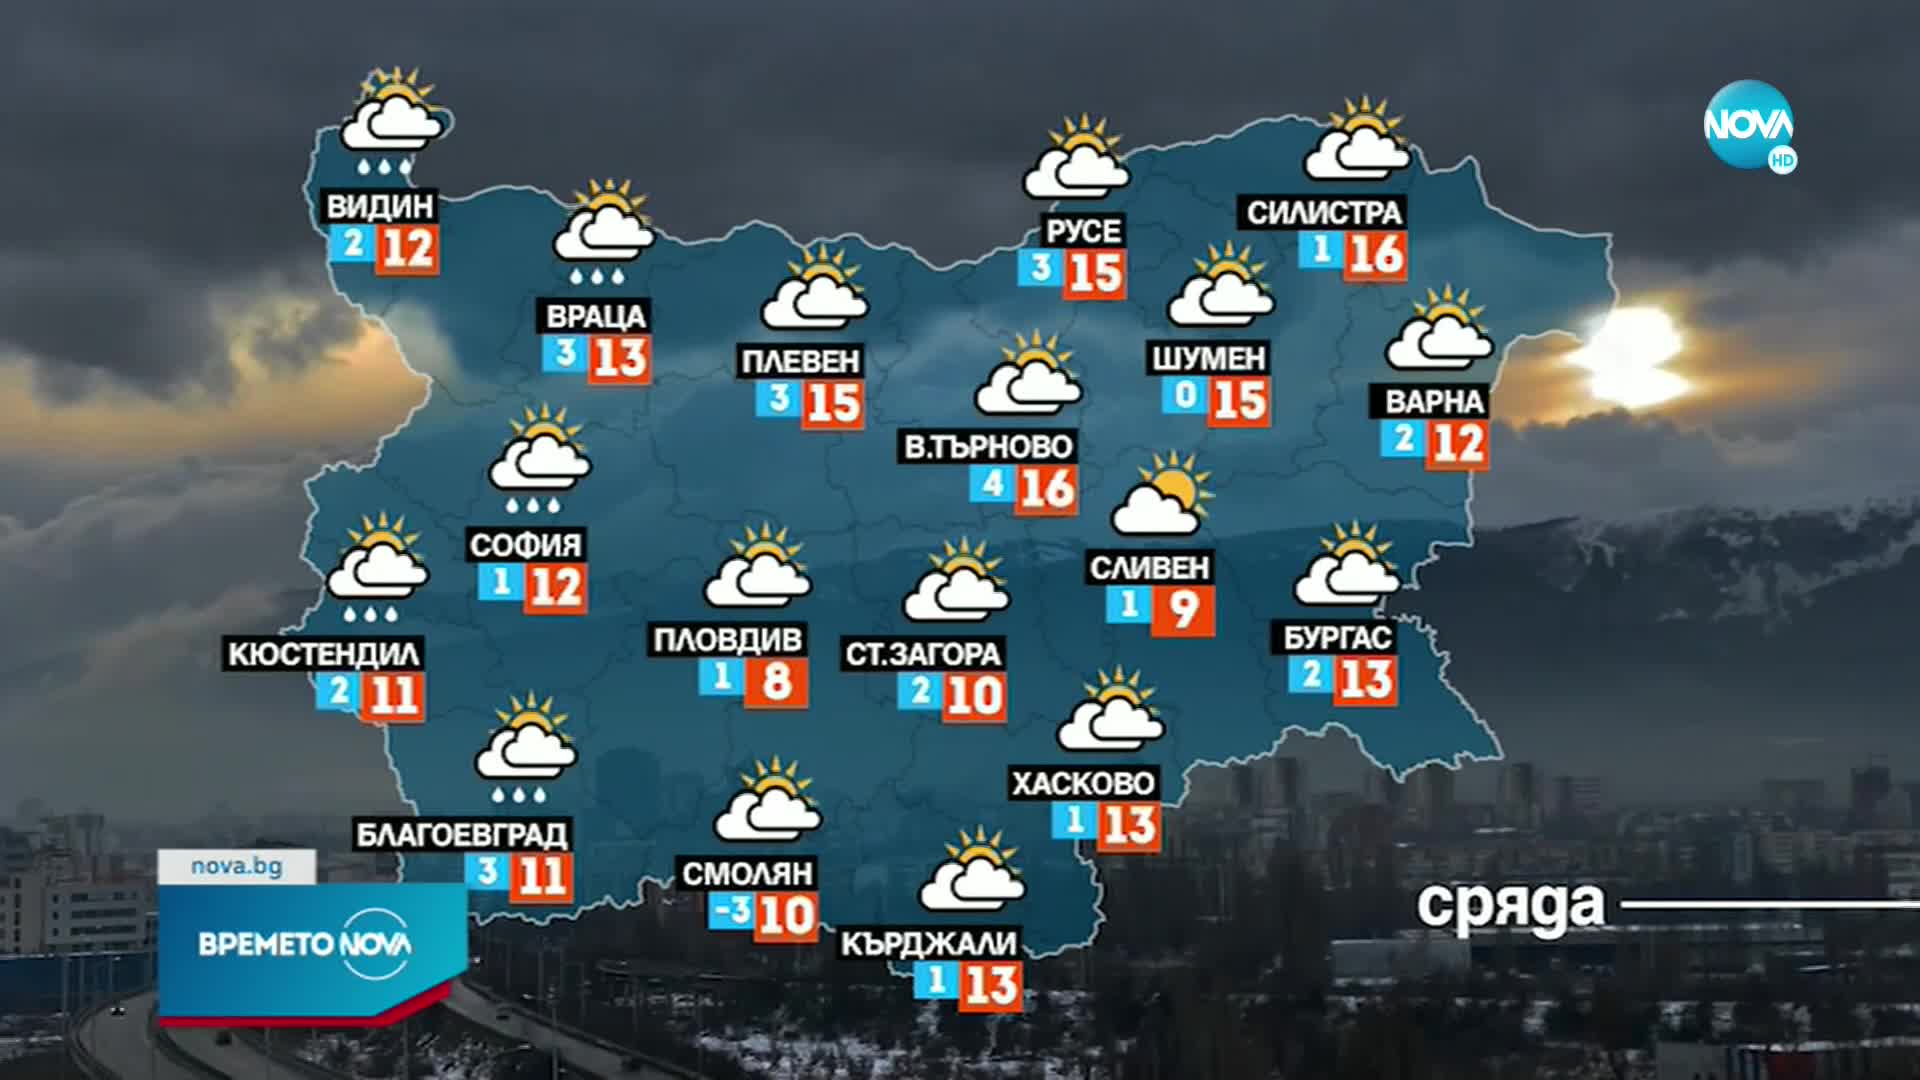 NOVA
HD
ВИДИН
2 12
ВРАЦА
3 13
ПЛЕВЕН
3 15
РУСЕ
3 15
СИЛИСТРА
1 16
ШУМЕН
0 15
ВАРНА
2 12
В.ТЪРНОВО
4 16
СОФИЯ
1 12
СЛИВЕН
1 9
КЮСТЕНДИЛ
2 11
ПЛОВДИВ
1 8
СТ.ЗАГОРА
2 10
БУРГАС
2 13
ХАСКОВО
1 13
БЛАГОЕВГРАД
3 11
СМОЛЯН
-3 10
КЪРДЖАЛИ
1 13
nova.bg
ВРЕМЕТО NOVA
сряда